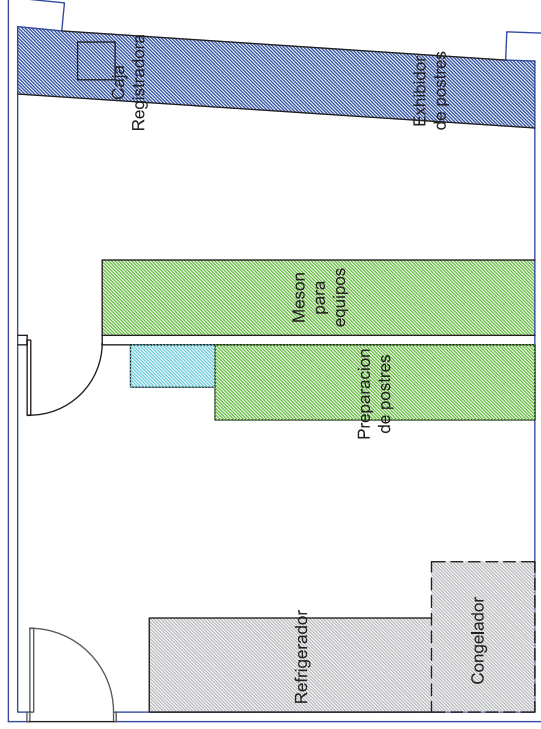 Caja
Registradora
Exhibidor
de postres
Meson
para
equipos
Preparacion
de postres
Refrigerador
Congelador